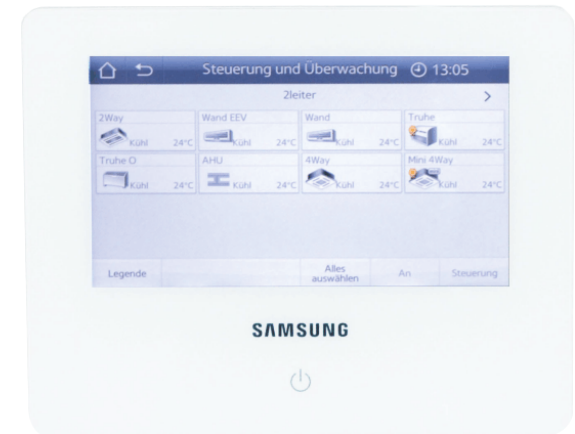 Steuerung und Überwachung 13:05
2leiter
2Way Wand EEV Wand Truhe
Kühl 24°C Kühl 24°C Kühl 24°C Kühl 24°C
Truhe O AHU 4Way Mini 4Way
Kühl 24°C Kühl 24°C Kühl 24°C Kühl 24°C
Legende Alles auswählen An Steuerung
SAMSUNG